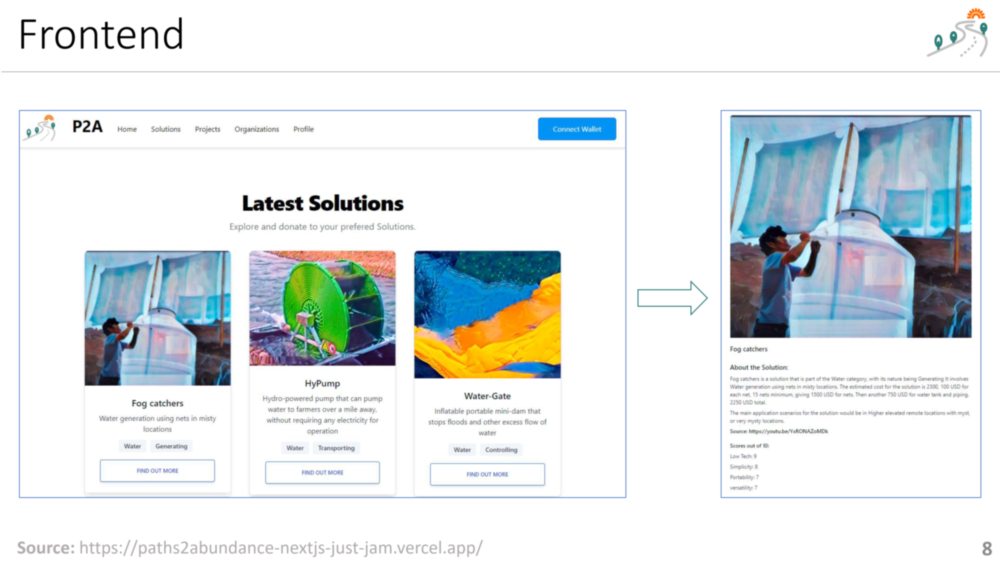 Frontend
P2A
Home
Solutions
Projects
Organizations
Profile
Connect Wallet
Latest Solutions
Explore and donate to your prefered Solutions.
Fog catchers
Water generation using nets in misty
locations
Water
Generating
FIND OUT MORE
HyPump
Hydro-powered pump that can pump
water to farmers over a mile away,
without requiring any electricity for
operation
Water
Transporting
FIND OUT MORE
Water-Gate
Inflatable portable mini-dam that
stops floods and other excess flow of
water
Water
Controlling
FIND OUT MORE
Fog catchers
About the Solution:
Fog catchers is a solution that is part of the Water category, with its nature being Generating It involves
Water generation using nets in misty locations. The estimated cost for the solution is 2300, 100 USD for
each net, 15 nets minimum, giving 1500 USD for nets. Then another 750 USD for water tank and piping,
2250 USD total.
The main application scenarios for the solution would be in Higher elevated remote locations with myst,
or very mysty locations.
Source: https://youtu.be/
Scores out of 10:
Low Tech: 9
Simplicity: 8
Portability: 7
versatility: 7
Source: https://paths2abundance-nextjs-just-jam.vercel.app/
8